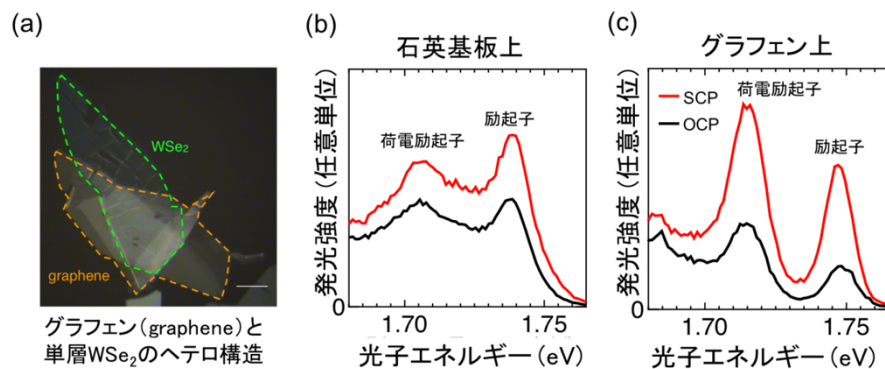 (a)
WSe₂
graphene
グラフェン(graphene)と
単層WSe₂のヘテロ構造
(b)
石英基板上
発光強度(任意単位)
荷電励起子
励起子
0
1.70
1.75
光子エネルギー(eV)
(c)
グラフェン上
発光強度(任意単位)
SCP
OCP
荷電励起子
励起子
0
1.70
1.75
光子エネルギー(eV)